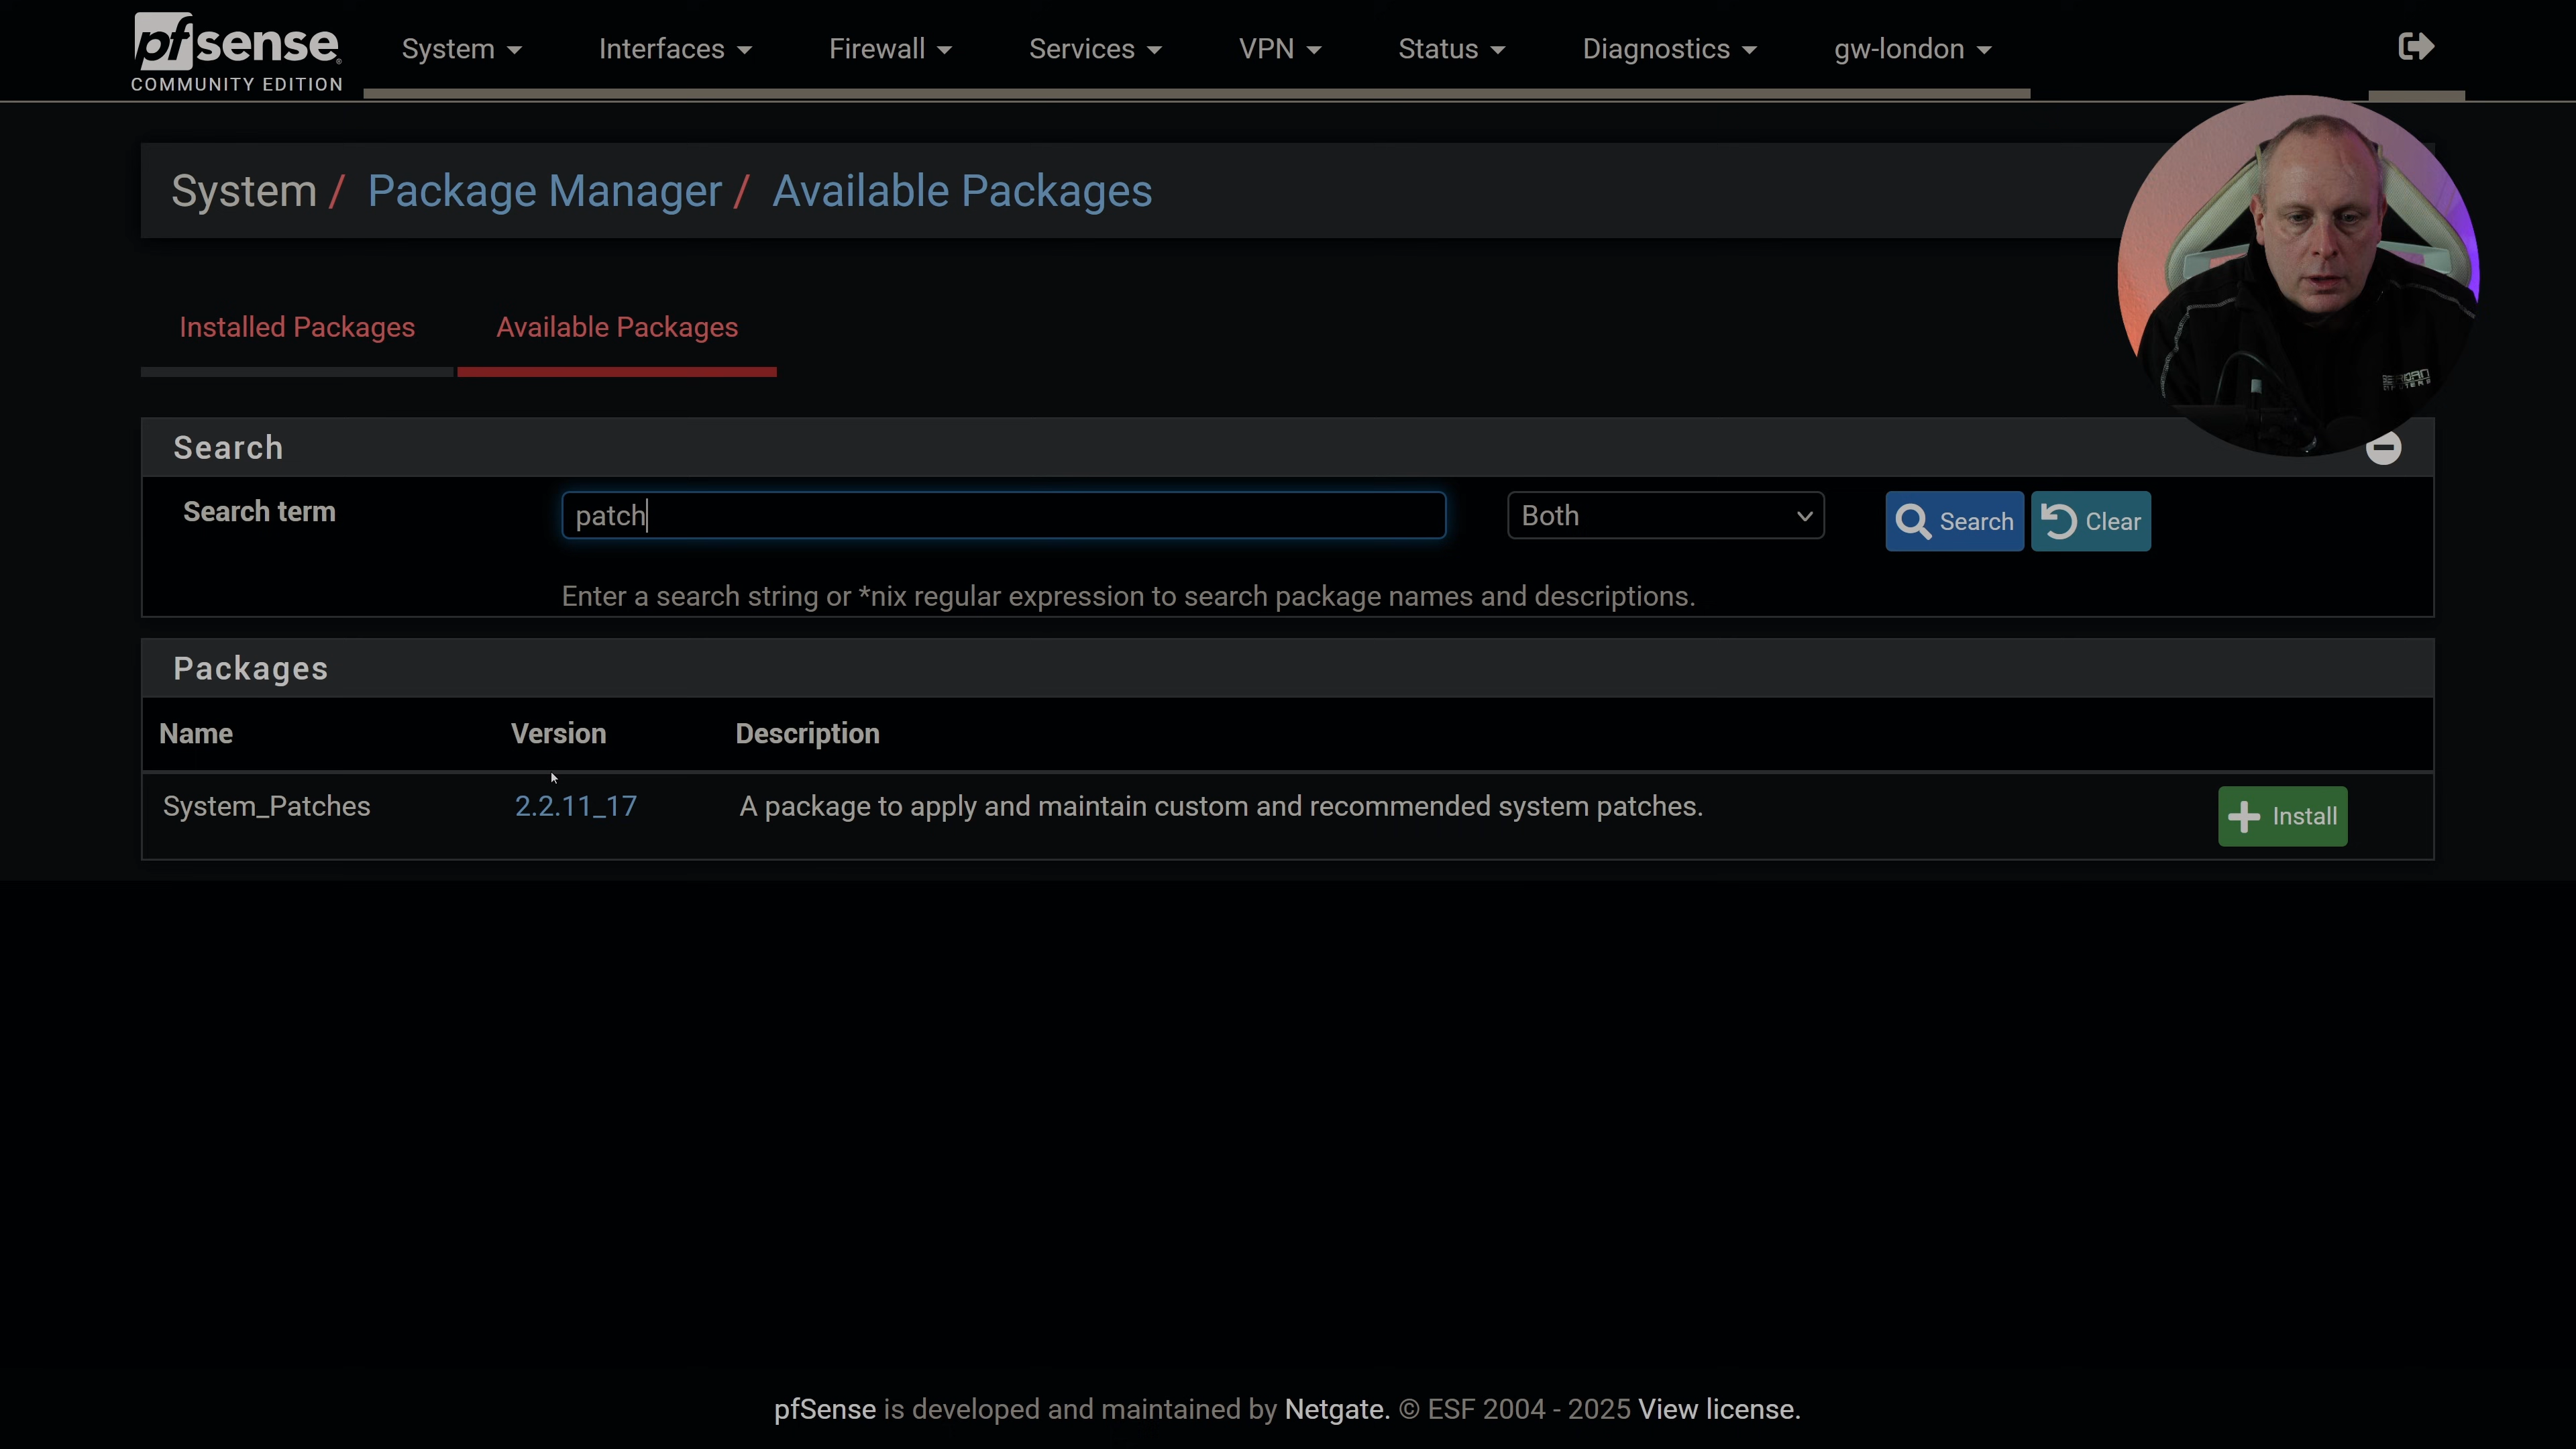 pfsense
COMMUNITY EDITION
System Interfaces Firewall Services VPN Status Diagnostics gw-london
System / Package Manager / Available Packages
Installed Packages Available Packages
Search
Search term patch Both Search Clear
Enter a search string or *nix regular expression to search package names and descriptions.
Packages
Name Version Description
System_Patches 2.2.11_17 A package to apply and maintain custom and recommended system patches. Install
pfSense is developed and maintained by Netgate. © ESF 2004 - 2025 View license.